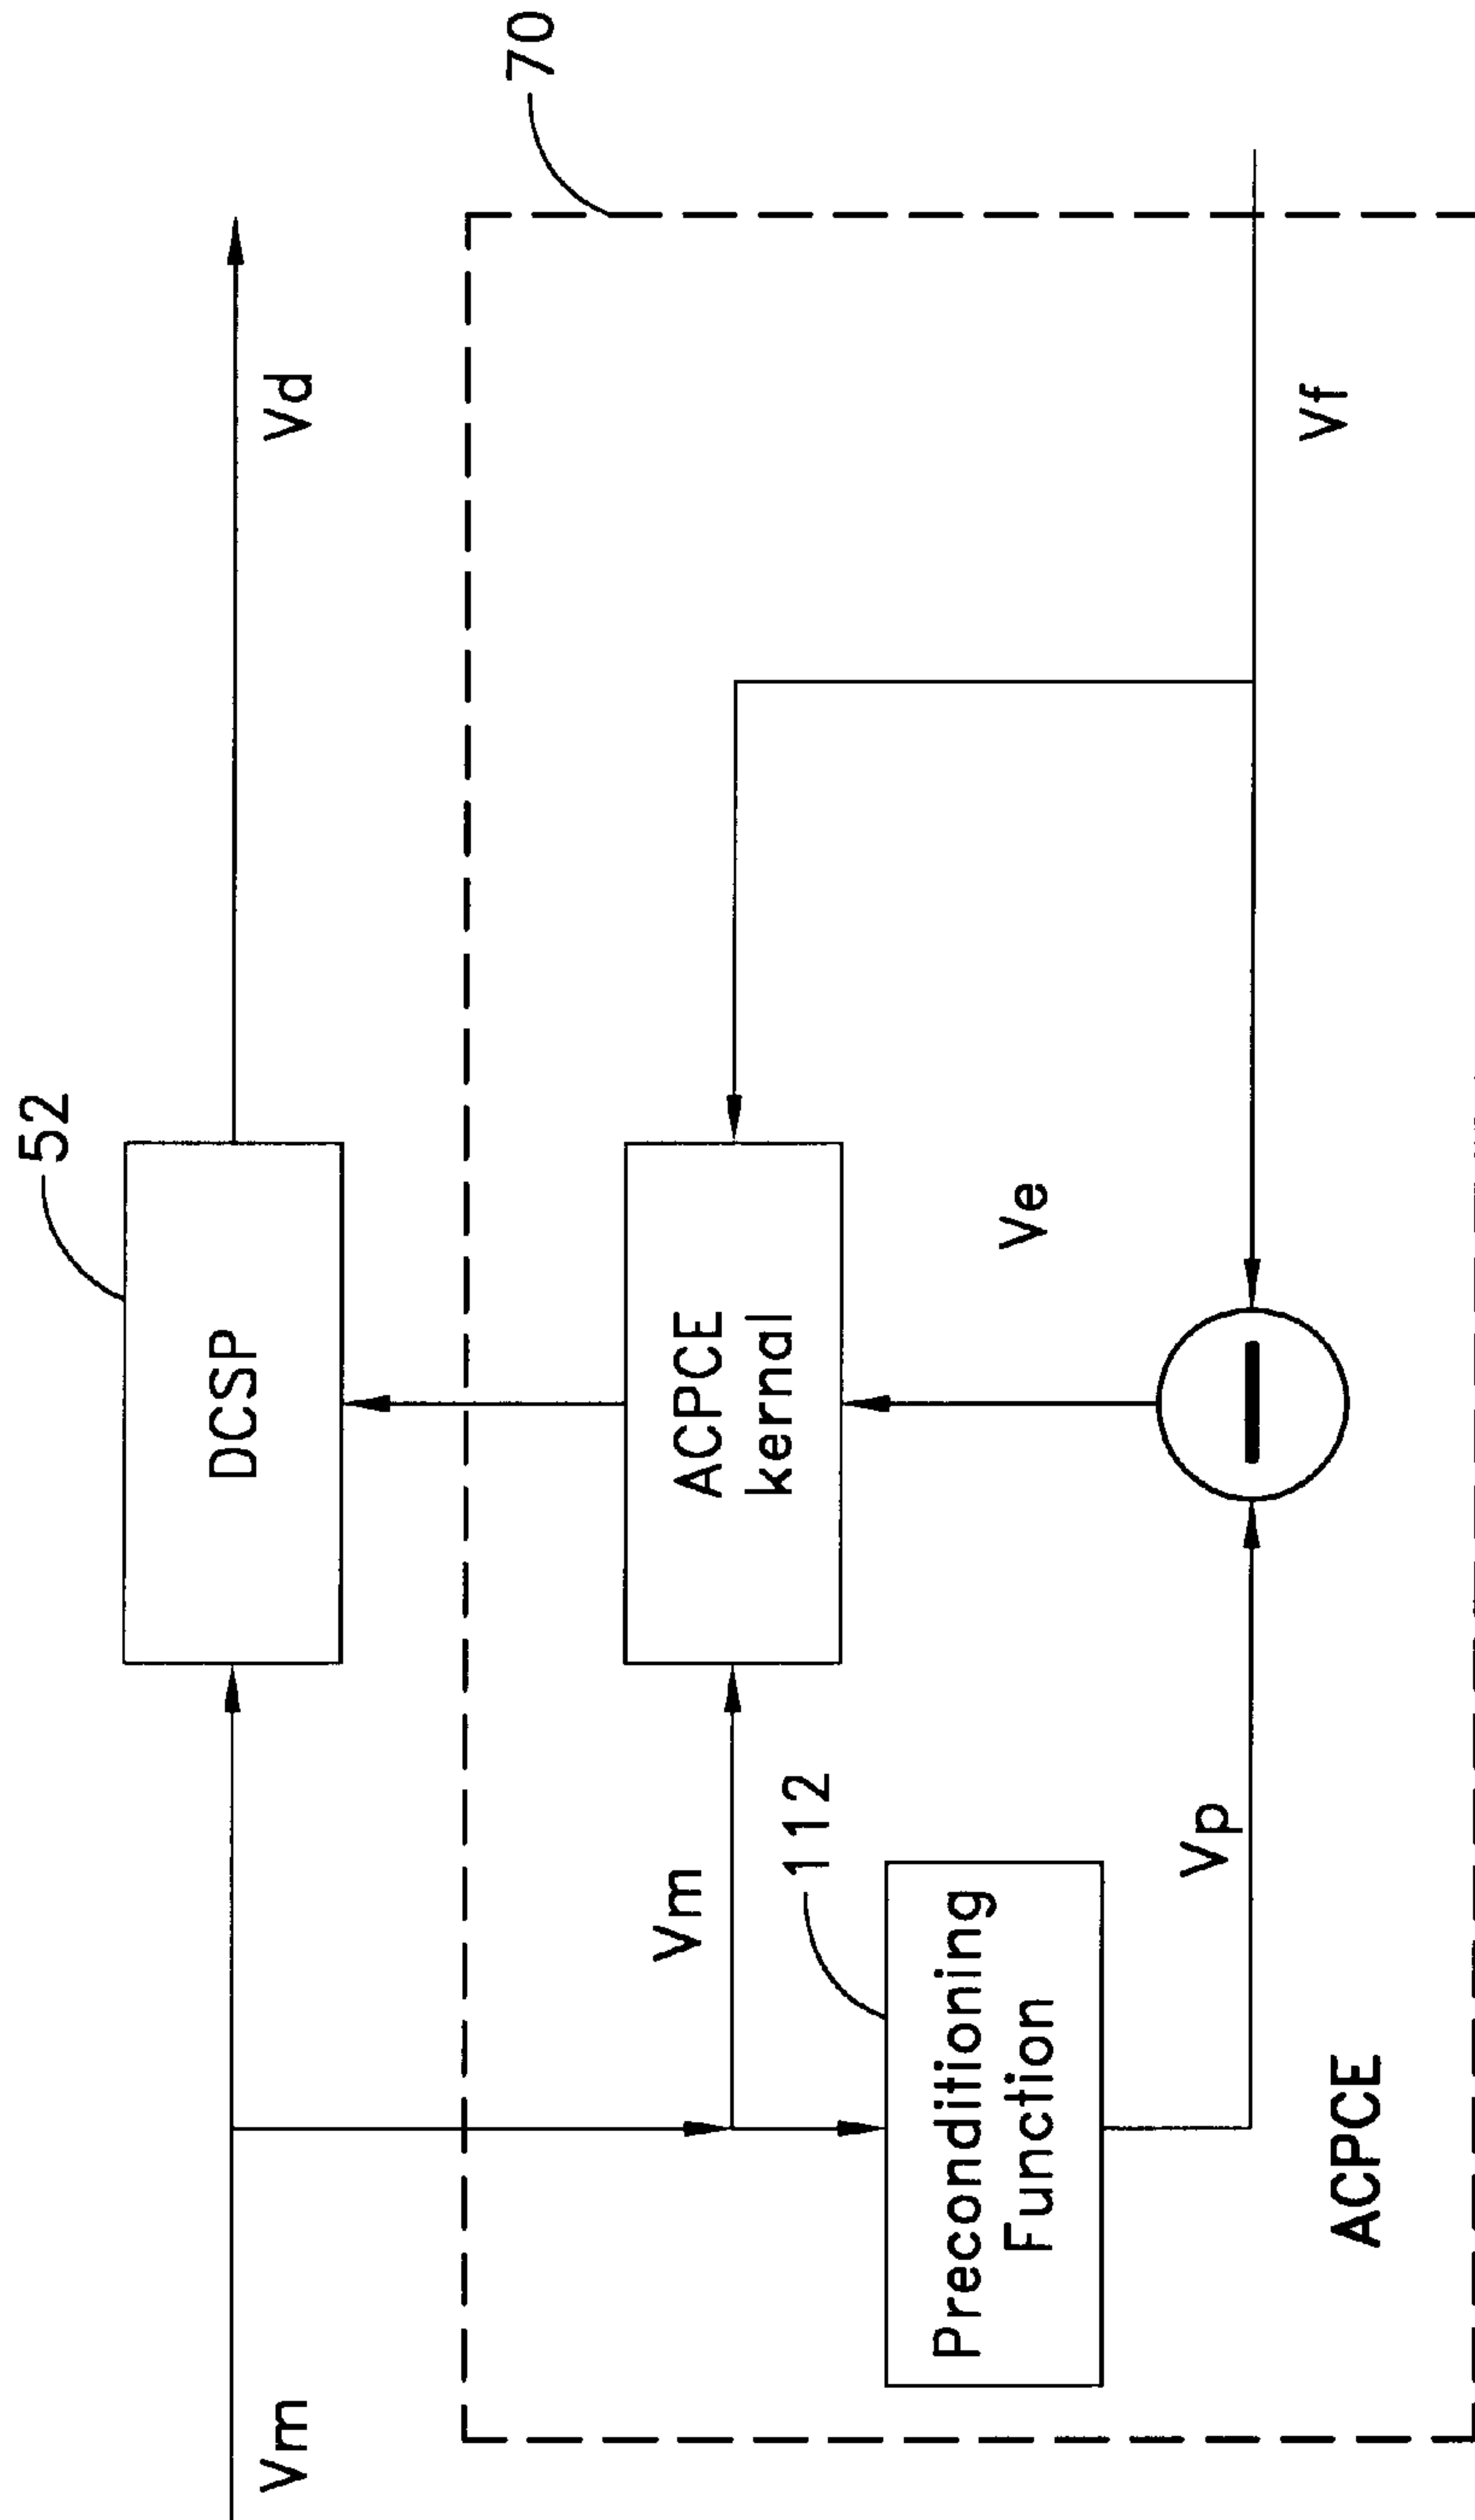 52
DCSP
Vm
Vd
70
ACPCE
kernal
Vm
112
Ve
Preconditioning
Function
Vp
Vf
ACPCE